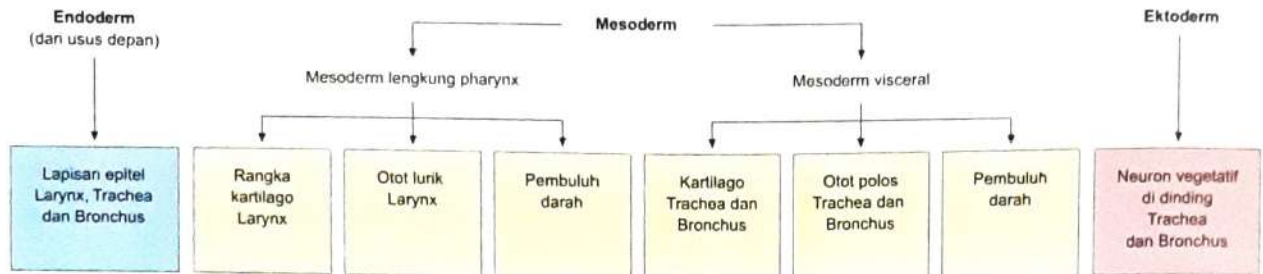 Endoderm
(dari usus depan)
Mesoderm
Ektoderm
Mesoderm lengkung pharynx
Mesoderm visceral
Lapisan epitel
Larynx, Trachea
dan Bronchus
Rangka
kartilago
Larynx
Otot lurik
Larynx
Pembuluh
darah
Kartilago
Trachea dan
Bronchus
Otot polos
Trachea dan
Bronchus
Pembuluh
darah
Neuron vegetatif
di dinding
Trachea
dan Bronchus